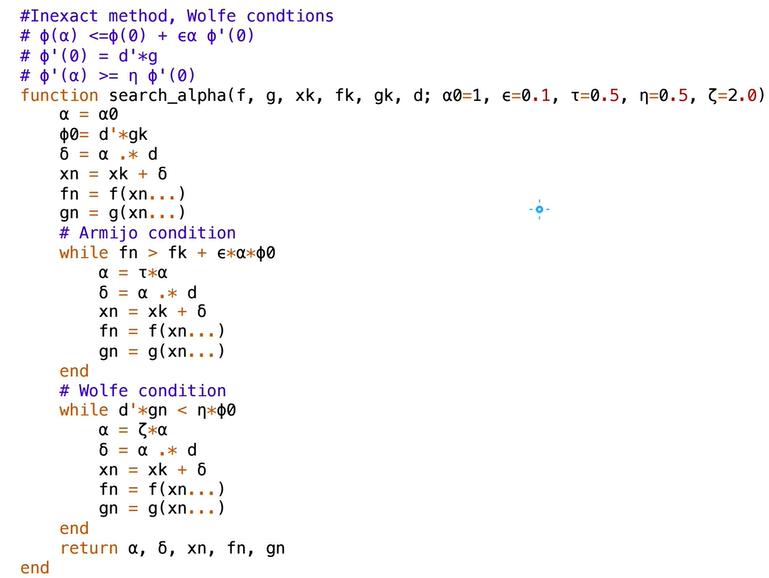 #Inexact method, Wolfe condtions
# ϕ(α) <=ϕ(0) + ϵα ϕ'(0)
# ϕ'(0) = d'*g
# ϕ'(α) >= η ϕ'(0)
function search_alpha(f, g, xk, fk, gk, d; α0=1, ϵ=0.1, τ=0.5, η=0.5, ζ=2.0)
    α = α0
    ϕ0= d'*gk
    δ = α .* d
    xn = xk + δ
    fn = f(xn...)
    gn = g(xn...)
    # Armijo condition
    while fn > fk + ϵ*α*ϕ0
        α = τ*α
        δ = α .* d
        xn = xk + δ
        fn = f(xn...)
        gn = g(xn...)
    end
    # Wolfe condition
    while d'*gn < η*ϕ0
        α = ζ*α
        δ = α .* d
        xn = xk + δ
        fn = f(xn...)
        gn = g(xn...)
    end
    return α, δ, xn, fn, gn
end